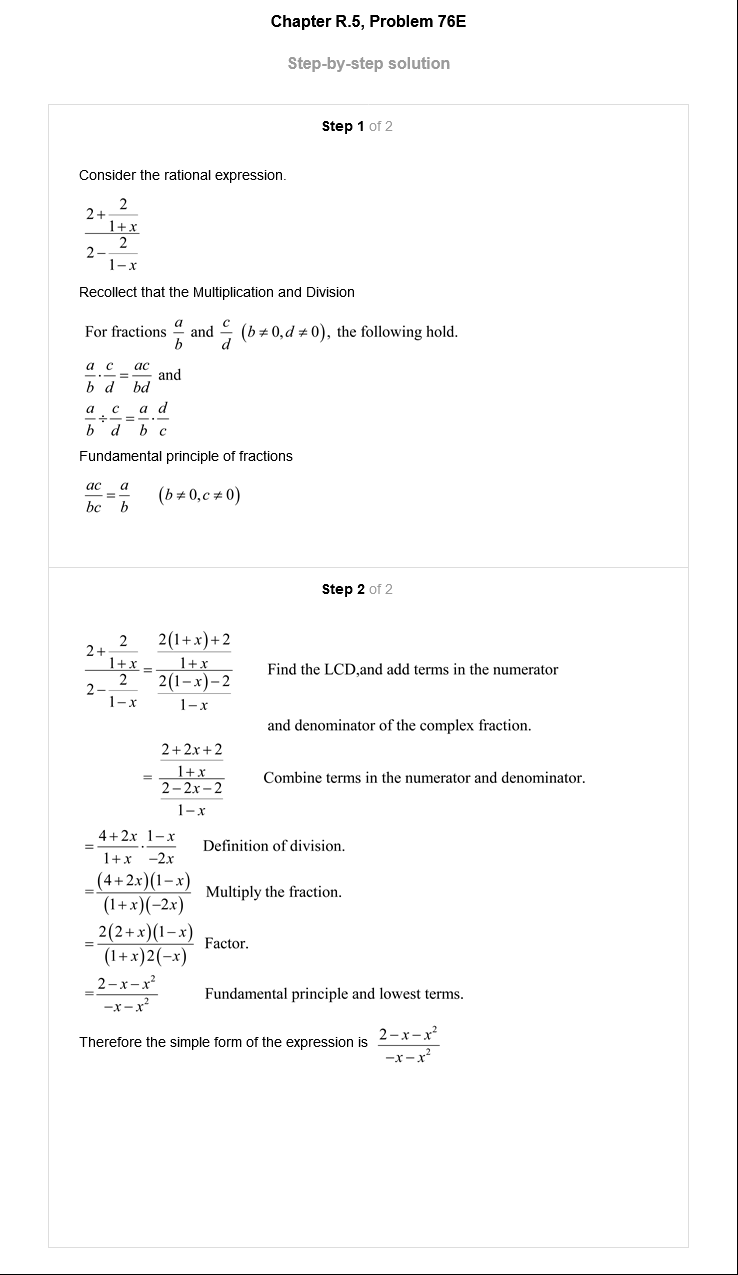 Chapter R.5, Problem 76E
Step-by-step solution
Step 1 of 2
Consider the rational expression.
\frac{2+\frac{2}{1+x}}{2-\frac{2}{1-x}}
Recollect that the Multiplication and Division
For fractions \frac{a}{b} and \frac{c}{d} (b≠0,d≠0), the following hold.
\frac{a}{b}·\frac{c}{d}=\frac{ac}{bd} and
\frac{a}{b}÷\frac{c}{d}=\frac{a}{b}·\frac{d}{c}
Fundamental principle of fractions
\frac{ac}{bc}=\frac{a}{b} (b≠0,c≠0)
Step 2 of 2
\frac{2+\frac{2}{1+x}}{2-\frac{2}{1-x}}=\frac{\frac{2(1+x)+2}{1+x}}{\frac{2(1-x)-2}{1-x}} Find the LCD,and add terms in the numerator
and denominator of the complex fraction.
=\frac{\frac{2+2x+2}{1+x}}{\frac{2-2x-2}{1-x}} Combine terms in the numerator and denominator.
=\frac{4+2x}{1+x}·\frac{1-x}{-2x} Definition of division.
=\frac{(4+2x)(1-x)}{(1+x)(-2x)} Multiply the fraction.
=\frac{2(2+x)(1-x)}{(1+x)2(-x)} Factor.
=\frac{2-x-x^2}{-x-x^2} Fundamental principle and lowest terms.
Therefore the simple form of the expression is \frac{2-x-x^2}{-x-x^2}